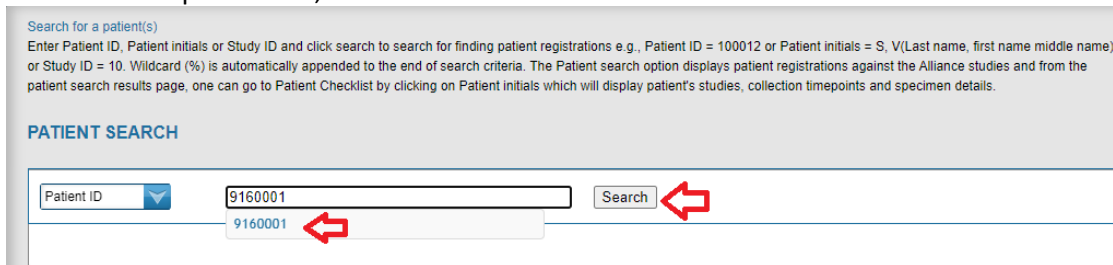 Search for a patient(s)
Enter Patient ID, Patient initials or Study ID and click search to search for finding patient registrations e.g., Patient ID = 100012 or Patient initials = S, V(Last name, first name middle name)
or Study ID = 10. Wildcard (%) is automatically appended to the end of search criteria. The Patient search option displays patient registrations against the Alliance studies and from the
patient search results page, one can go to Patient Checklist by clicking on Patient initials which will display patient's studies, collection timepoints and specimen details.
PATIENT SEARCH
Patient ID 9160001 Search
9160001